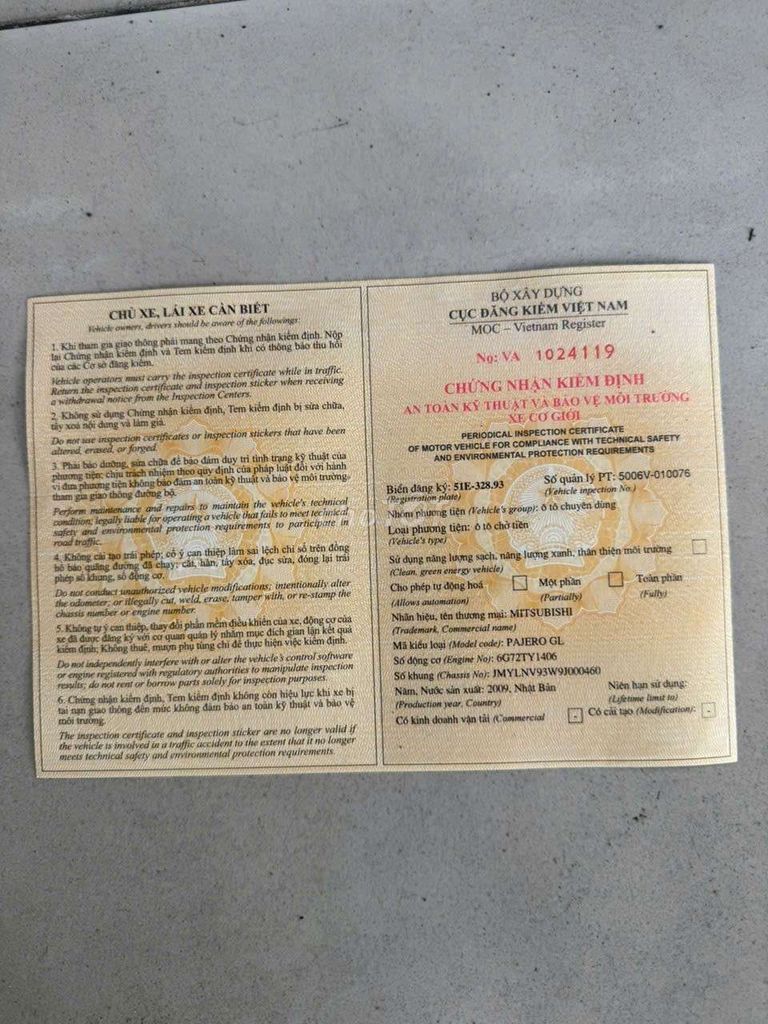 CHỦ XE, LÁI XE CẦN BIẾT
Vehicle owners, drivers should be aware of the followings:
1. Khi tham gia giao thông phải mang theo Chứng nhận kiểm định. Nộp
lại Chứng nhận kiểm định và Tem kiểm định khi có thông báo thu hồi
của các Cơ sở đăng kiểm.
Vehicle operators must carry the inspection certificate while in traffic.
Return the inspection certificate and inspection sticker when receiving
a withdrawal notice from the Inspection Centers.
2. Không sử dụng Chứng nhận kiểm định, Tem kiểm định bị sửa chữa,
tẩy xoá nội dung và làm giả.
Do not use inspection certificates or inspection stickers that have been
altered, erased, or forged.
3. Phải bảo dưỡng, sửa chữa để bảo đảm duy trì tình trạng kỹ thuật của
phương tiện; chịu trách nhiệm theo quy định của pháp luật đối với hành
vi đưa phương tiện không bảo đảm an toàn kỹ thuật và bảo vệ môi trường
tham gia giao thông đường bộ.
Perform maintenance and repairs to maintain the vehicle's technical
condition; legally liable for operating a vehicle that fails to meet technical
safety and environmental protection requirements to participate in
road traffic.
4. Không cải tạo trái phép; cố ý can thiệp làm sai lệch chỉ số trên đồng
hồ báo quãng đường đã chạy; cắt, hàn, tẩy xóa, đục sửa, đóng lại trái
phép số khung, số động cơ.
Do not conduct unauthorized vehicle modifications; intentionally alter
the odometer; or illegally cut, weld, erase, tamper with, or re-stamp the
chassis number or engine number.
5. Không tự ý can thiệp, thay đổi phần mềm điều khiển của xe, động cơ của
xe đã được đăng ký với cơ quan quản lý nhằm mục đích gian lận kết quả
kiểm định; Không thuê, mượn phụ tùng chỉ để thực hiện việc kiểm định.
Do not independently interfere with or alter the vehicle's control software
or engine registered with regulatory authorities to manipulate inspection
results; do not rent or borrow parts solely for inspection purposes.
6. Chứng nhận kiểm định, Tem kiểm định không còn hiệu lực khi xe bị
tai nạn giao thông đến mức không đảm bảo an toàn kỹ thuật và bảo vệ
môi trường.
The inspection certificate and inspection sticker are no longer valid if
the vehicle is involved in a traffic accident to the extent that it no longer
meets technical safety and environmental protection requirements.
BỘ XÂY DỰNG
CỤC ĐĂNG KIỂM VIỆT NAM
MOC – Vietnam Register
No: VA 1024119
CHỨNG NHẬN KIỂM ĐỊNH
AN TOÀN KỸ THUẬT VÀ BẢO VỆ MÔI TRƯỜNG
XE CƠ GIỚI
PERIODICAL INSPECTION CERTIFICATE
OF MOTOR VEHICLE FOR COMPLIANCE WITH TECHNICAL SAFETY
AND ENVIRONMENTAL PROTECTION REQUIREMENTS
Biển đăng ký: 51E-328.93 Số quản lý PT: 5006V-010076
(Registration plate) (Vehicle inspection No.)
Nhóm phương tiện (Vehicle's group): ô tô chuyên dùng
Loại phương tiện: ô tô chở tiền
(Vehicle's type)
Sử dụng năng lượng sạch, năng lượng xanh, thân thiện môi trường
(Clean, green energy vehicle)
Cho phép tự động hoá Một phần Toàn phần
(Allows automation) (Partially) (Fully)
Nhãn hiệu, tên thương mại: MITSUBISHI
(Trademark, Commercial name)
Mã kiểu loại (Model code): PAJERO GL
Số động cơ (Engine No): 6G72TY1406
Số khung (Chassis No): JMYLNV93W9J000460
Năm, Nước sản xuất: 2009, Nhật Bản Niên hạn sử dụng:
(Production year, Country) (Lifetime limit to)
Có kinh doanh vận tải (Commercial - Có cải tạo (Modification): -